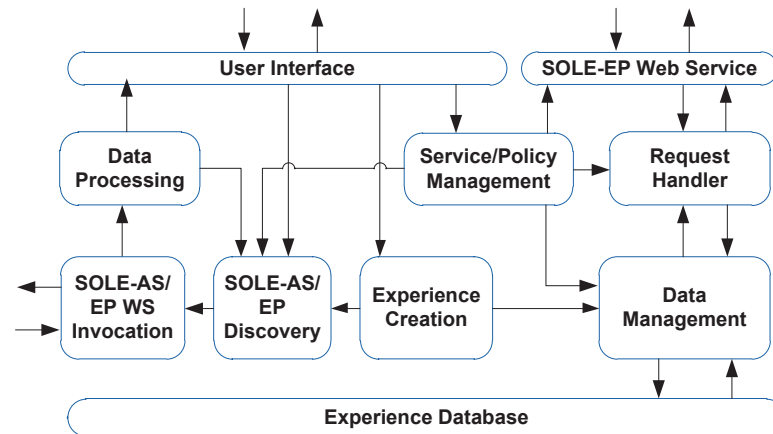 User Interface
SOLE-EP Web Service
Data
Processing
Service/Policy
Management
Request
Handler
SOLE-AS/
EP WS
Invocation
SOLE-AS/
EP
Discovery
Experience
Creation
Data
Management
Experience Database